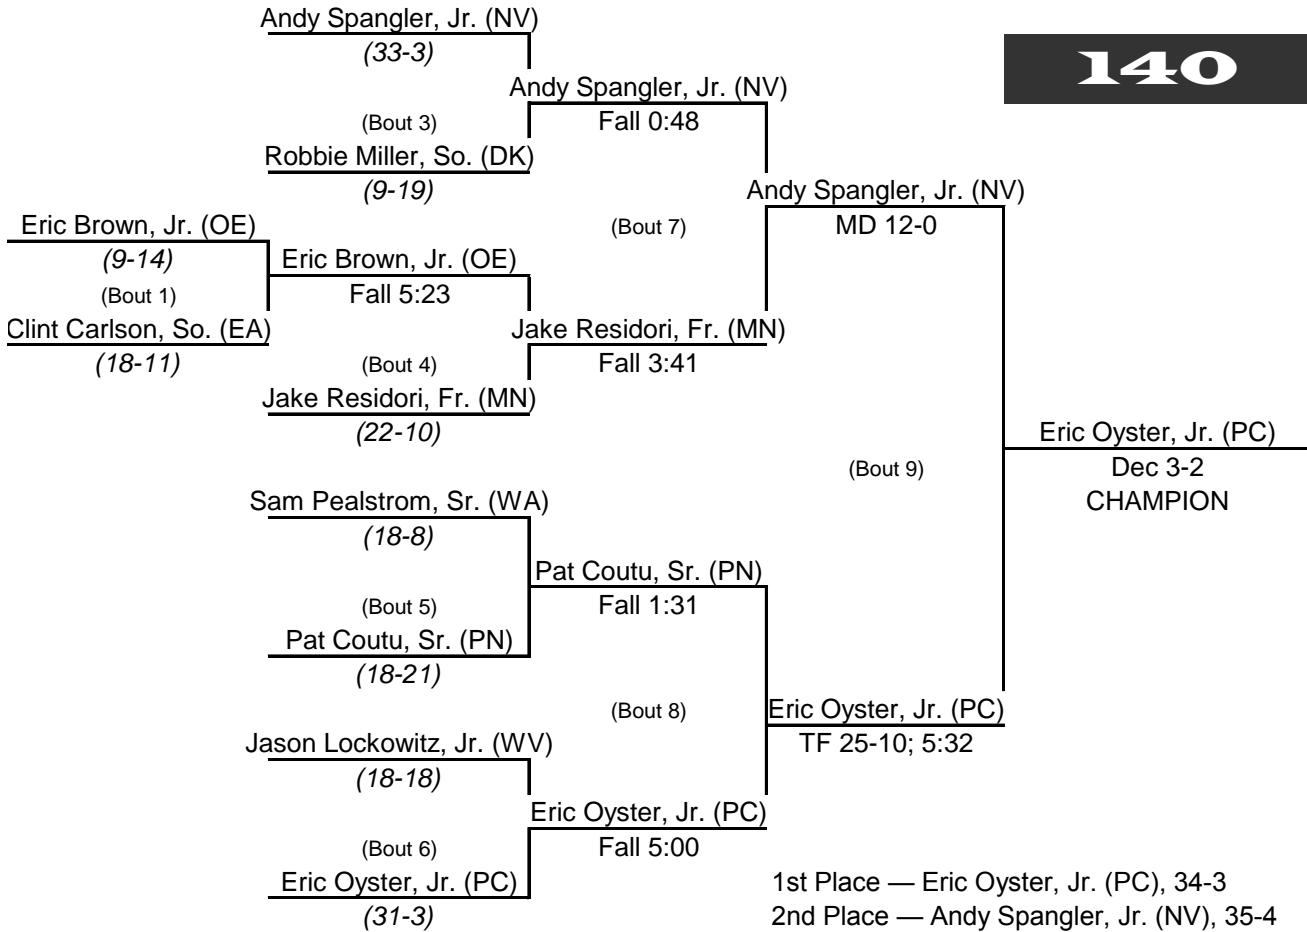 140
Andy Spangler, Jr. (NV)
(33-3)
(Bout 3)
Robbie Miller, So. (DK)
(9-19)
Andy Spangler, Jr. (NV)
Fall 0:48
Eric Brown, Jr. (OE)
(9-14)
(Bout 1)
Clint Carlson, So. (EA)
(18-11)
Eric Brown, Jr. (OE)
Fall 5:23
(Bout 4)
Jake Residori, Fr. (MN)
(22-10)
Jake Residori, Fr. (MN)
Fall 3:41
(Bout 7)
Andy Spangler, Jr. (NV)
MD 12-0
Sam Pealstrom, Sr. (WA)
(18-8)
(Bout 5)
Pat Coutu, Sr. (PN)
(18-21)
Pat Coutu, Sr. (PN)
Fall 1:31
Jason Lockowitz, Jr. (WV)
(18-18)
(Bout 6)
Eric Oyster, Jr. (PC)
(31-3)
Eric Oyster, Jr. (PC)
Fall 5:00
(Bout 8)
Eric Oyster, Jr. (PC)
TF 25-10; 5:32
(Bout 9)
Eric Oyster, Jr. (PC)
Dec 3-2
CHAMPION
1st Place — Eric Oyster, Jr. (PC), 34-3
2nd Place — Andy Spangler, Jr. (NV), 35-4